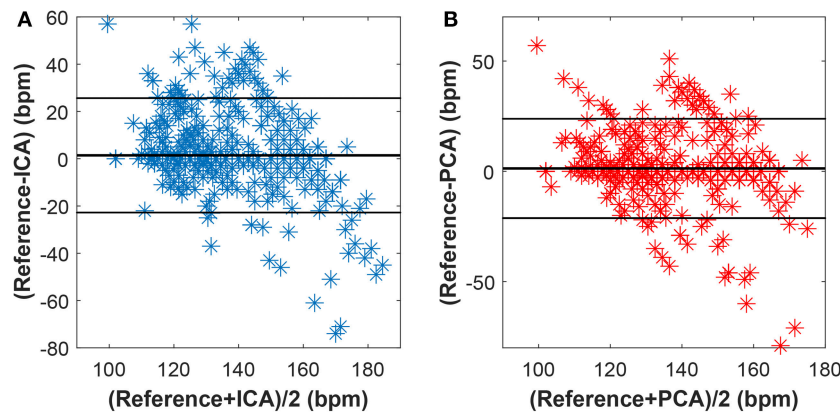 A
60
40
20
0
-20
-40
-60
-80
(Reference-ICA) (bpm)
100 120 140 160 180
(Reference+ICA)/2 (bpm)
B
50
0
-50
(Reference-PCA) (bpm)
100 120 140 160 180
(Reference+PCA)/2 (bpm)